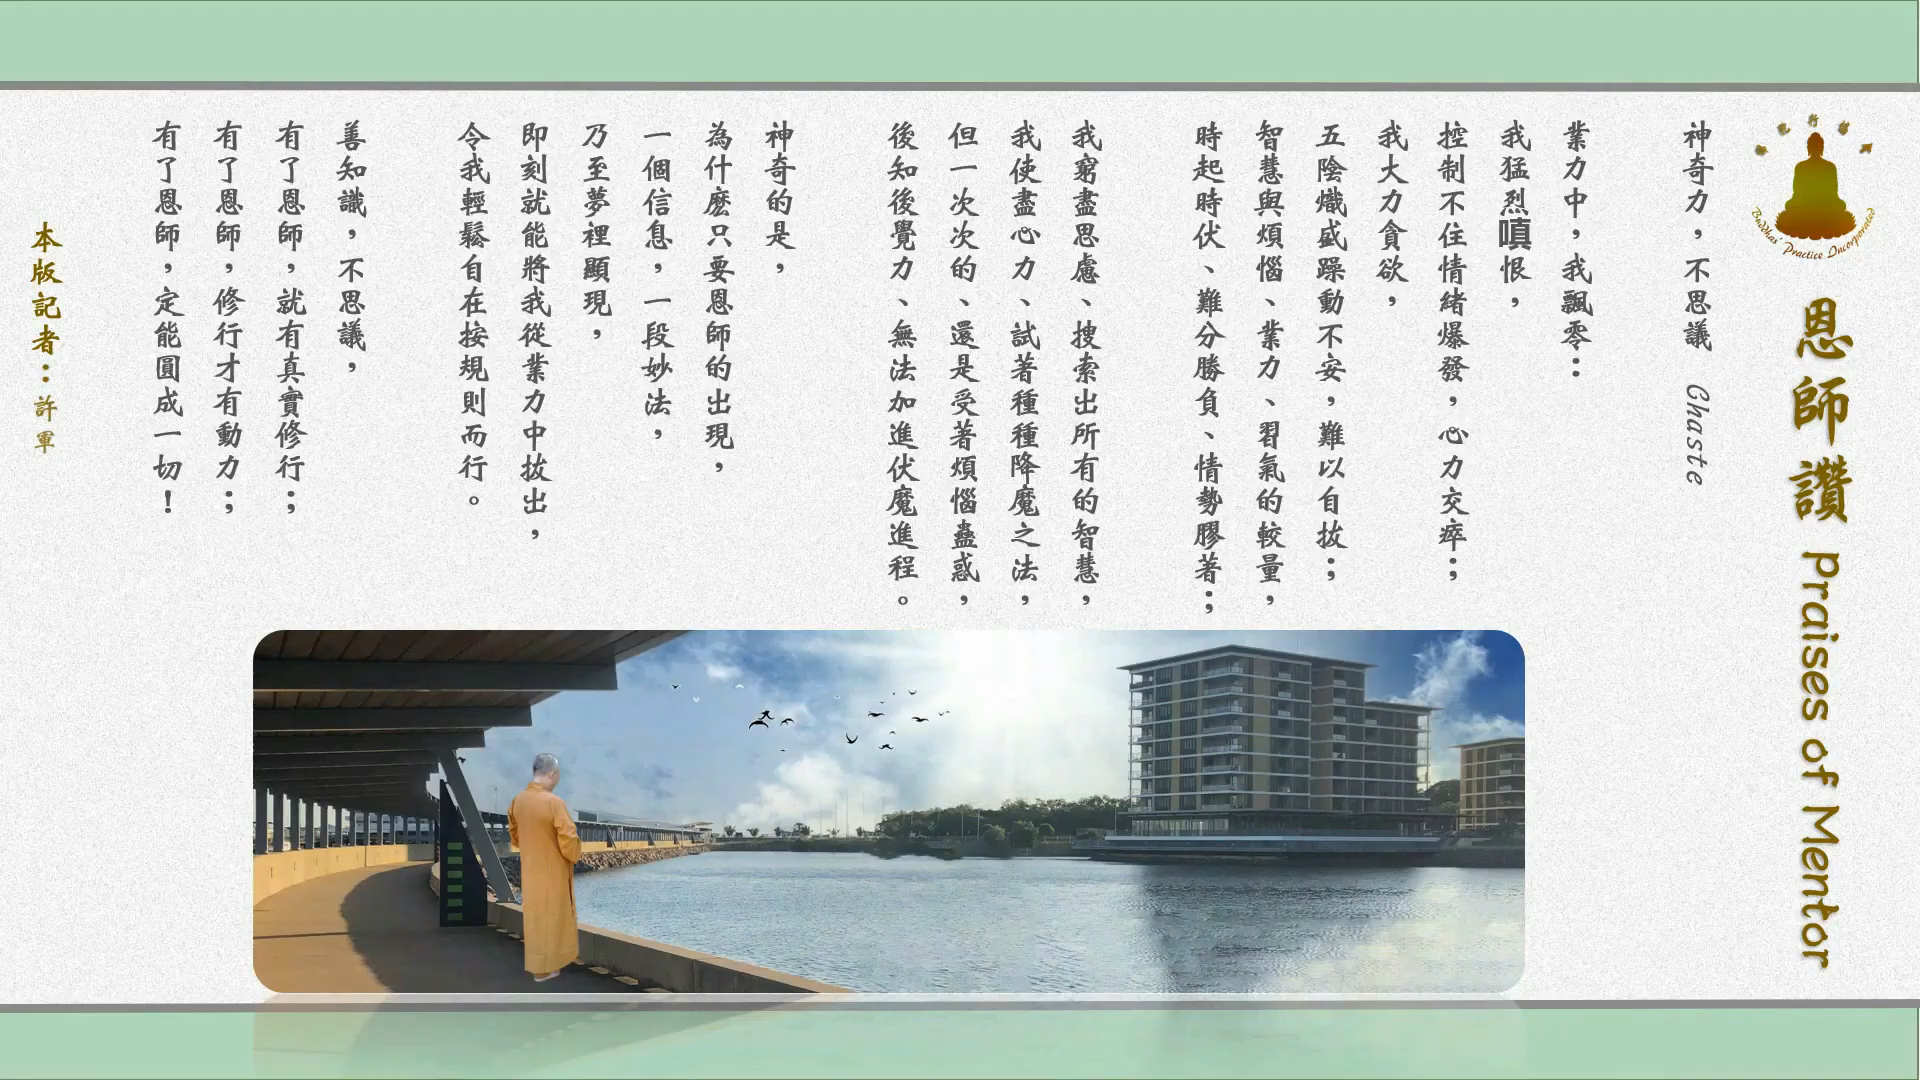 恩師讚 Praises of Mentor
Buddhas' Practice Incorporated
神奇力，不思議 Chaste
業力中，我飄零：
我猛烈嗔恨，
控制不住情緒爆發，心力交瘁；
我大力貪欲，
五陰熾盛躁動不安，難以自拔；
智慧與煩惱、業力、習氣的較量，
時起時伏、難分勝負、情勢膠著；
我窮盡思慮、搜索出所有的智慧，
我使盡心力、試著種種降魔之法，
但一次次的、還是受著煩惱蠱惑，
後知後覺力、無法加進伏魔進程。
神奇的是，
為什麼只要恩師的出現，
一個信息，一段妙法，
乃至夢裡顯現，
即刻就能將我從業力中拔出，
令我輕鬆自在按規則而行。
善知識，不思議，
有了恩師，就有真實修行；
有了恩師，修行才有動力；
有了恩師，定能圓成一切！
本版記者：許軍